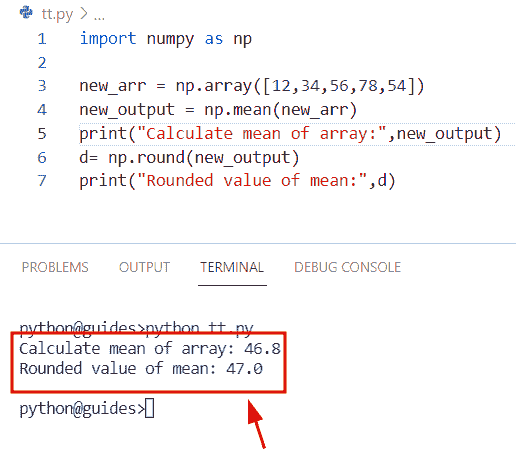 tt.py > ...
1 import numpy as np
2
3 new_arr = np.array([12,34,56,78,54])
4 new_output = np.mean(new_arr)
5 print("Calculate mean of array:",new_output)
6 d= np.round(new_output)
7 print("Rounded value of mean:",d)
PROBLEMS OUTPUT TERMINAL DEBUG CONSOLE
python@guides>python tt.py
Calculate mean of array: 46.8
Rounded value of mean: 47.0
python@guides>